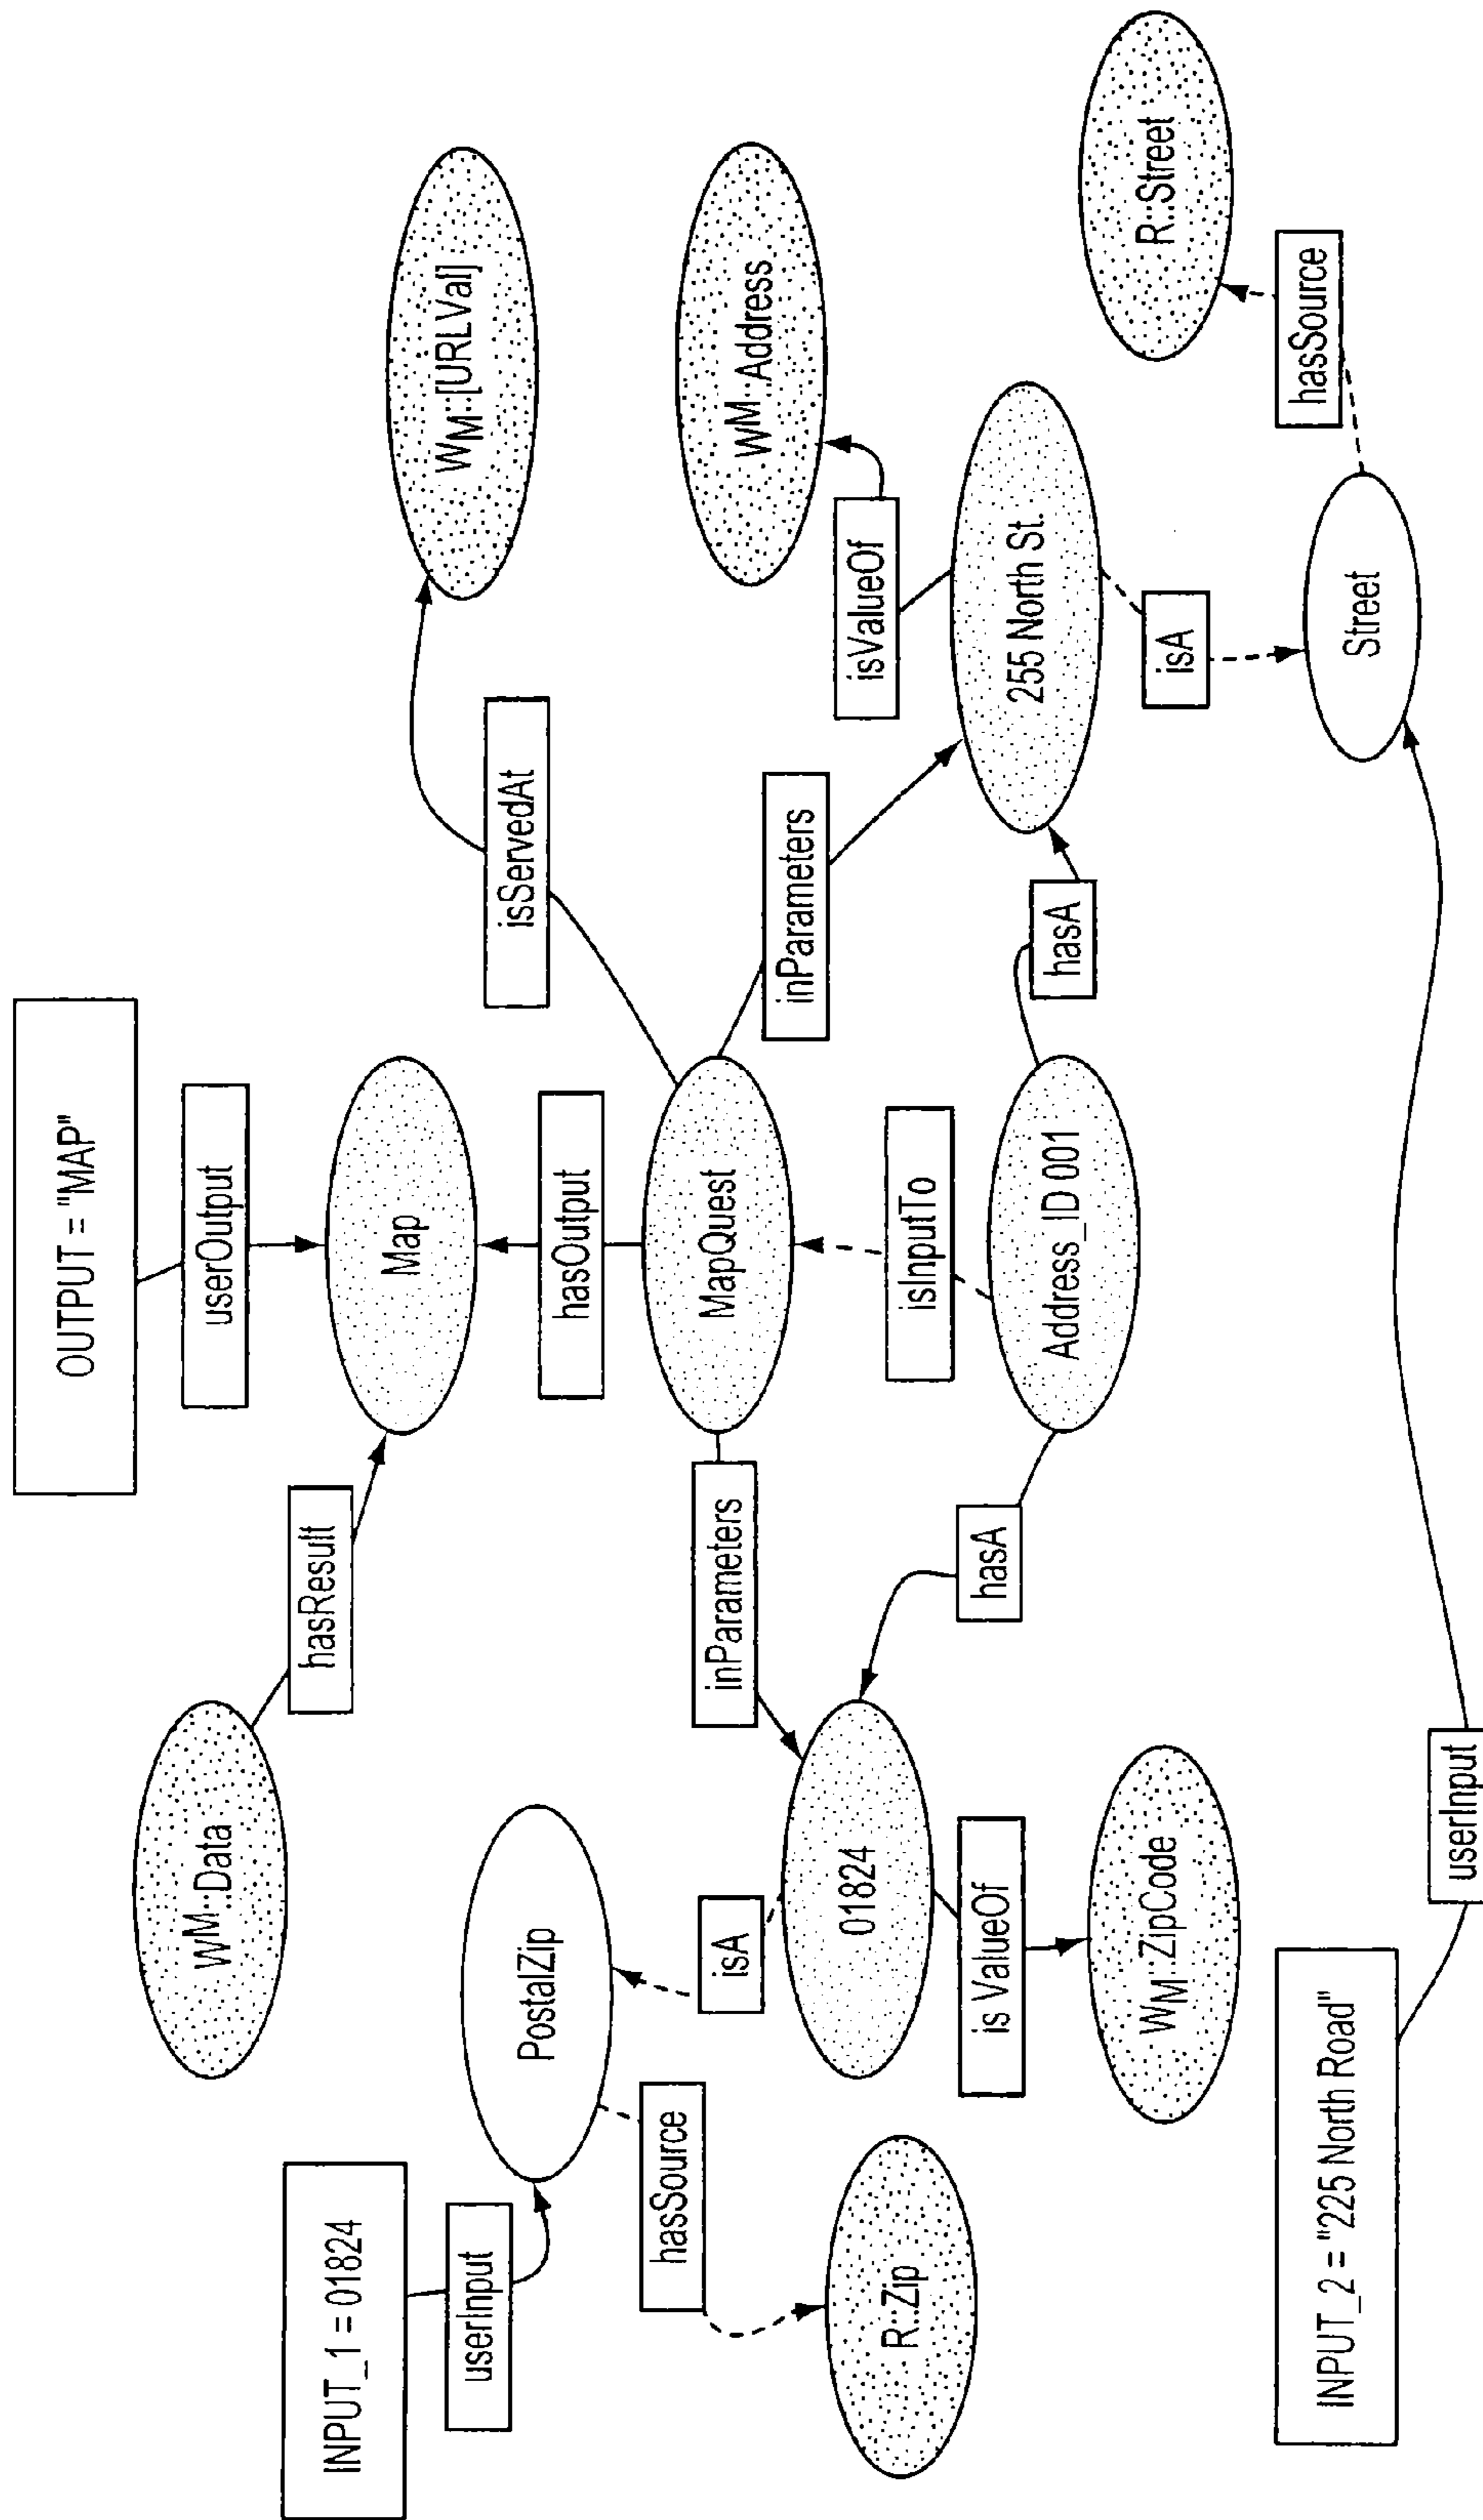 OUTPUT = "MAP"
userOutput
INPUT_1 = 01824
userInput
WM::Data
hasResult
Map
isServedAt
WM::[URLVal]
PostalZip
hasOutput
hasSource
isA
inParameters
MapQuest
inParameters
isValueOf
WM::Address
R::Zip
01824
isInputTo
hasA
is ValueOf
hasA
255 North St.
Address_ID 001
WM::ZipCode
isA
R::Street
hasSource
Street
INPUT_2 = "225 North Road"
userInput